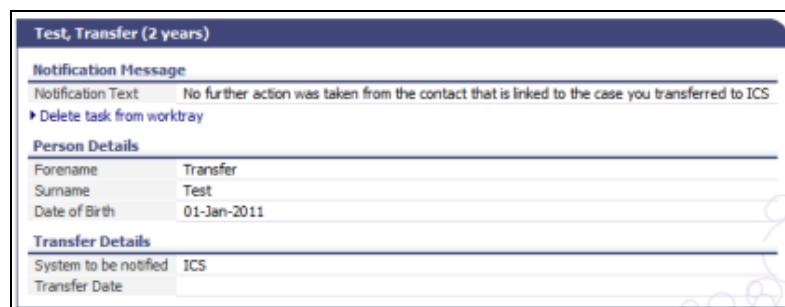 Test, Transfer (2 years)
Notification Message
Notification Text No further action was taken from the contact that is linked to the case you transferred to ICS
Delete task from worktray
Person Details
Forename Transfer
Surname Test
Date of Birth 01-Jan-2011
Transfer Details
System to be notified ICS
Transfer Date